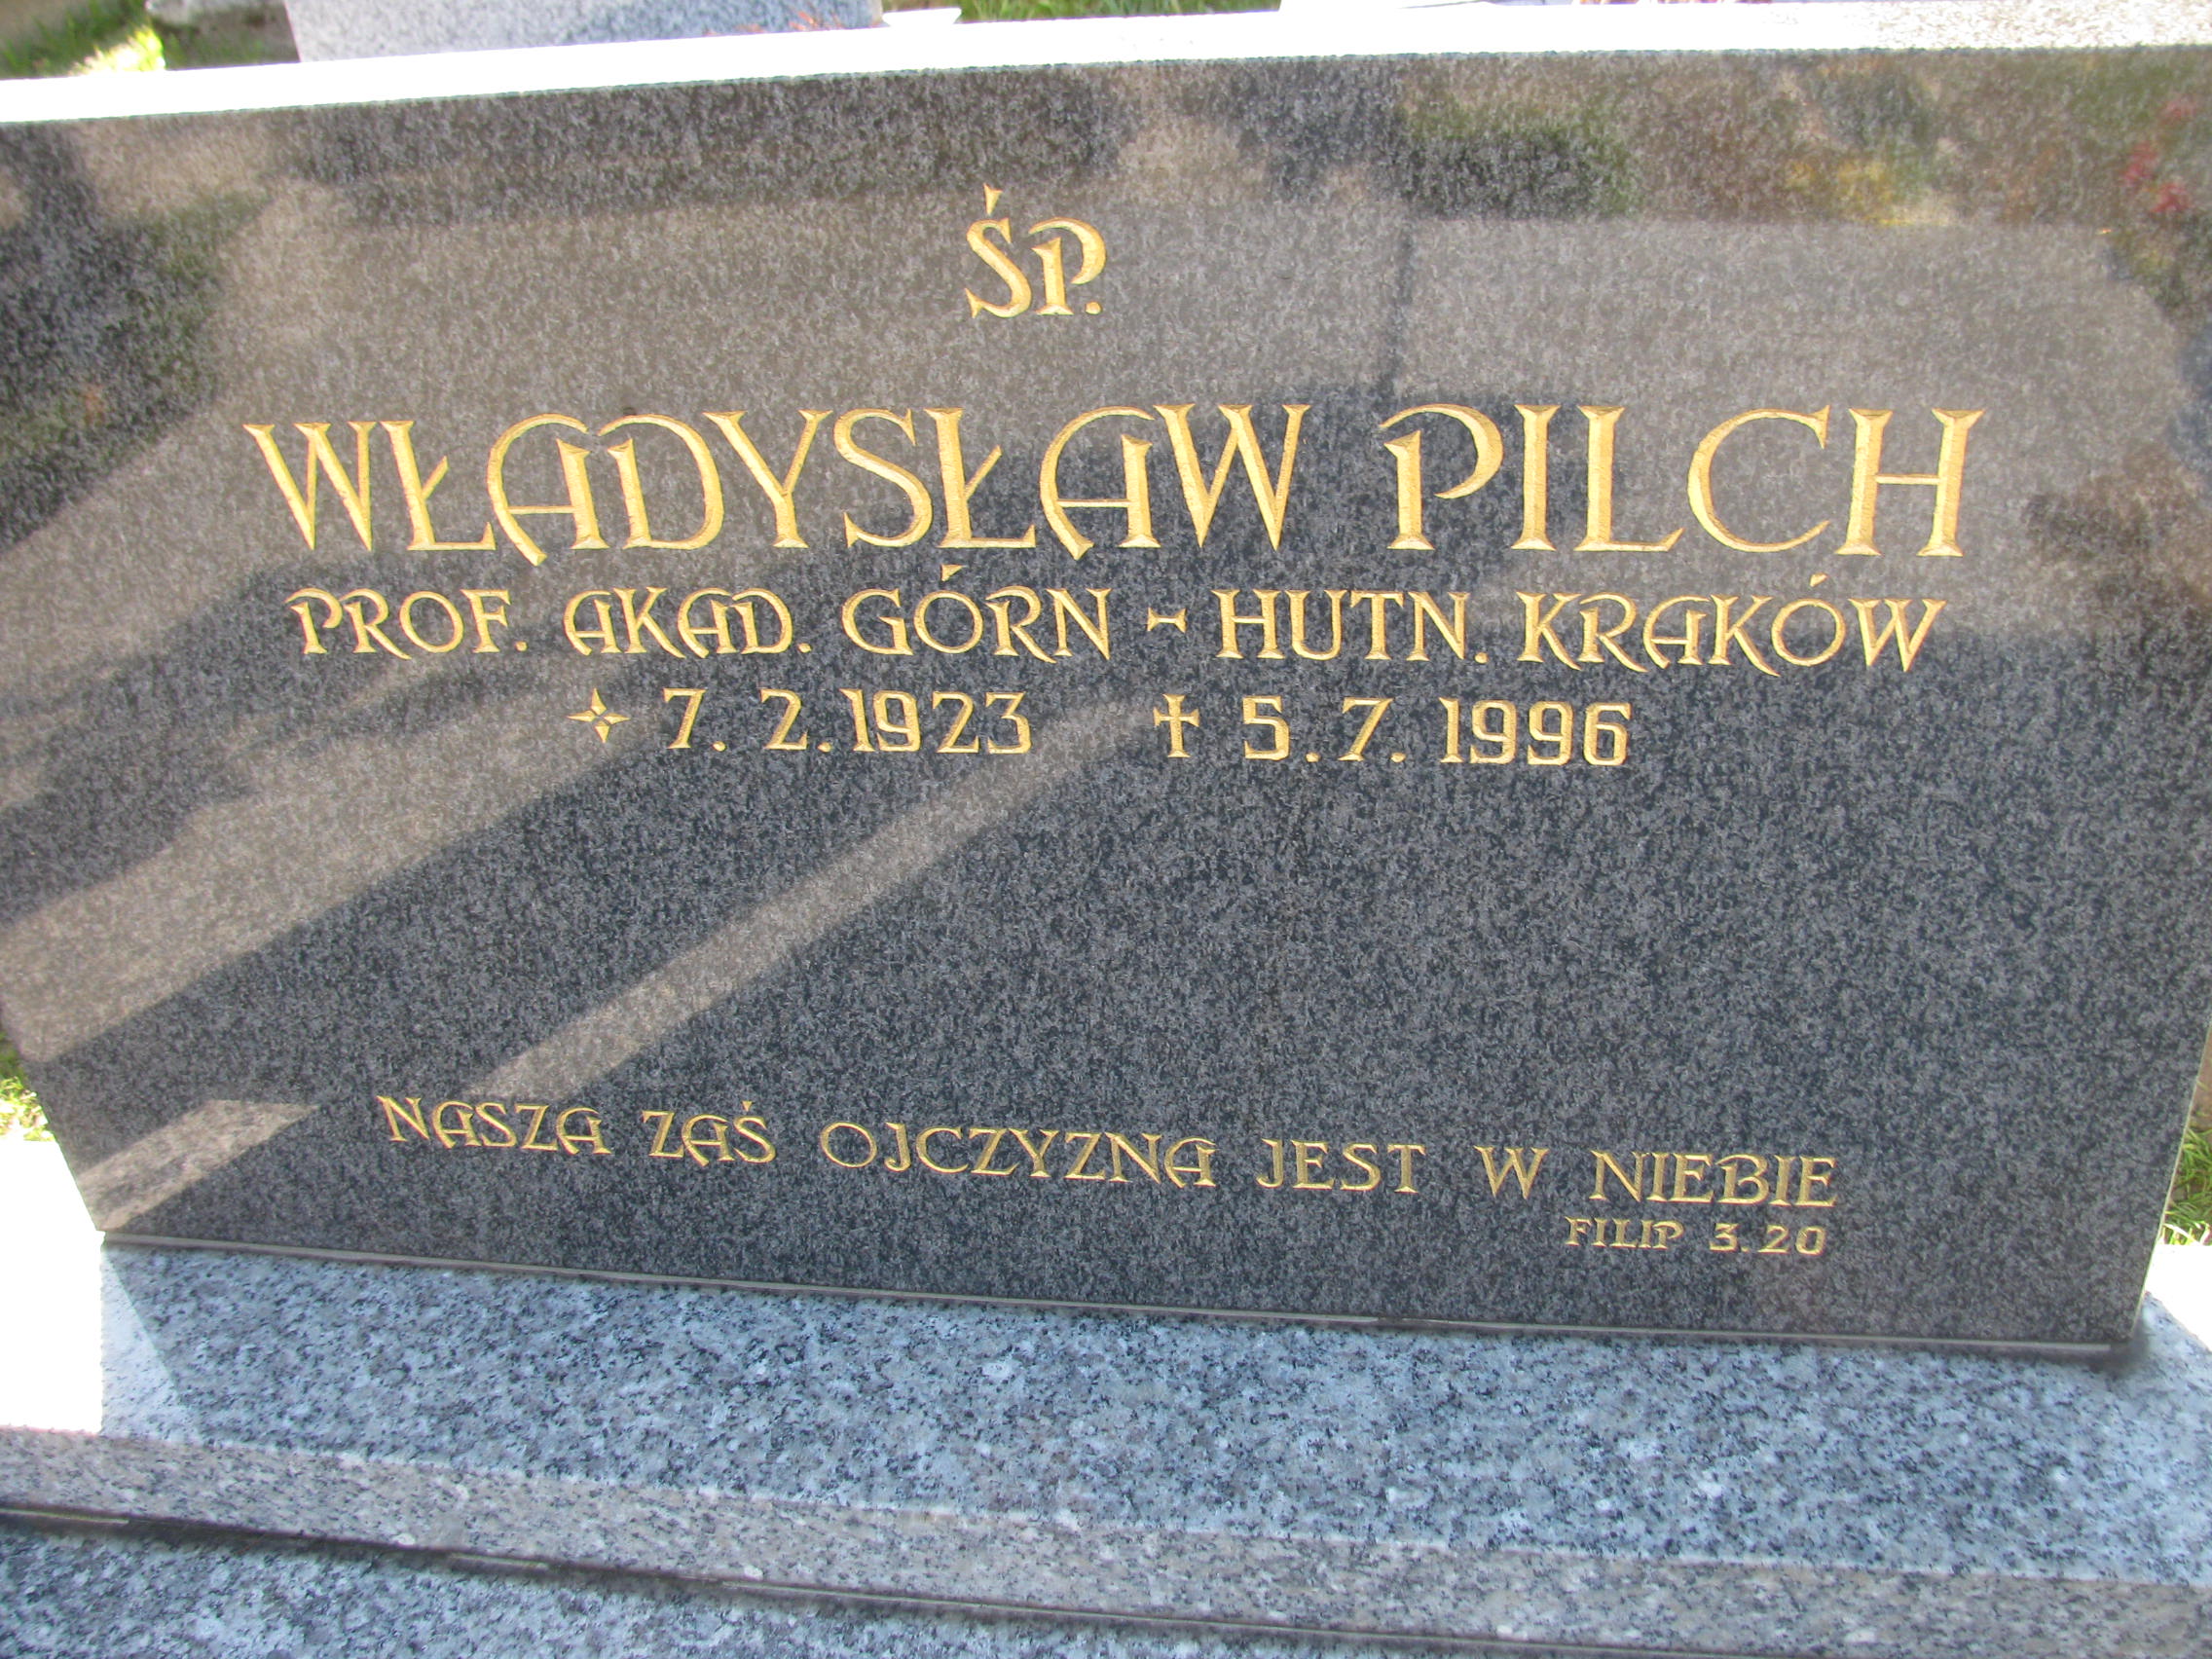 ŚP.
WŁADYSŁAW PILCH
PROF. AKAD. GÓRN - HUTN. KRAKÓW
✧ 7. 2. 1923 † 5. 7. 1996
NASZA ZAŚ OJCZYZNA JEST W NIEBIE
FILIP 3.20